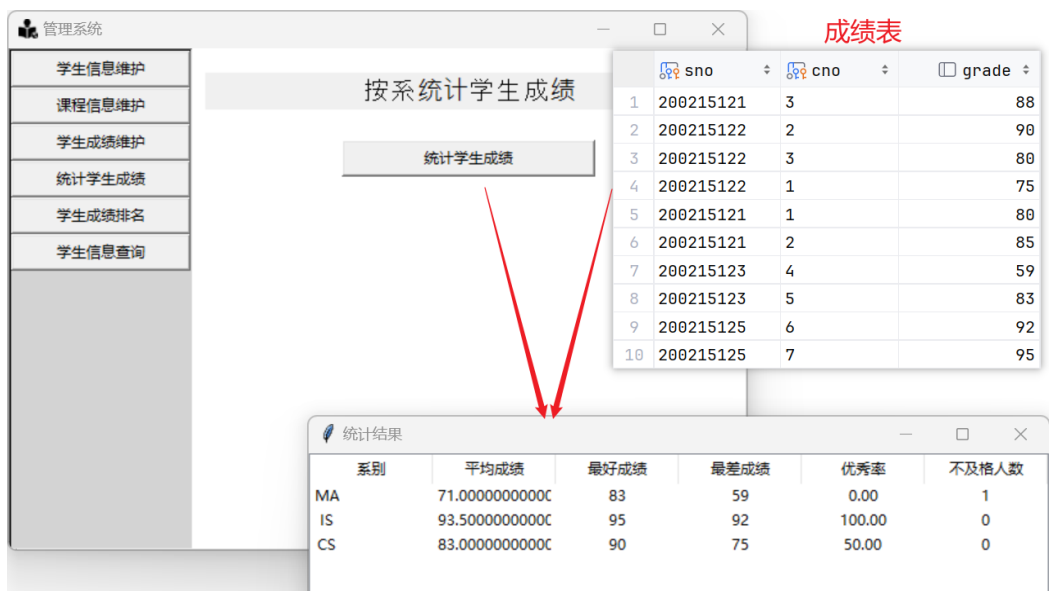 管理系统
成绩表
学生信息维护
课程信息维护
学生成绩维护
统计学生成绩
学生成绩排名
学生信息查询
按系统计学生成绩
统计学生成绩
sno cno grade
1 200215121 3 88
2 200215122 2 90
3 200215122 3 80
4 200215122 1 75
5 200215121 1 80
6 200215121 2 85
7 200215123 4 59
8 200215123 5 83
9 200215125 6 92
10 200215125 7 95
统计结果
系别 平均成绩 最好成绩 最差成绩 优秀率 不及格人数
MA 71.00000000000 83 59 0.00 1
IS 93.50000000000 95 92 100.00 0
CS 83.00000000000 90 75 50.00 0